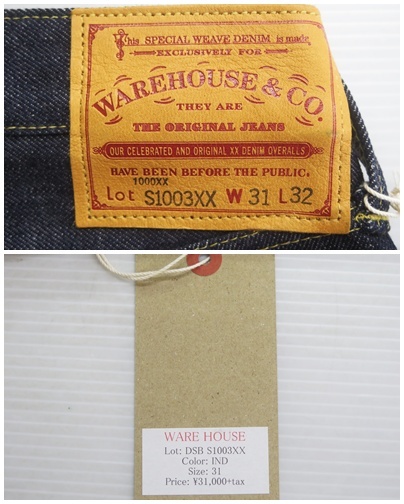 This SPECIAL WEAVE DENIM is made
EXCLUSIVELY FOR
WAREHOUSE & CO.
THEY ARE
THE ORIGINAL JEANS
OUR CELEBRATED AND ORIGINAL XX DENIM OVERALLS
HAVE BEEN BEFORE THE PUBLIC.
1000XX
Lot S1003XX W 31 L 32
WARE HOUSE
Lot: DSB S1003XX
Color: IND
Size: 31
Price: ¥31,000+tax